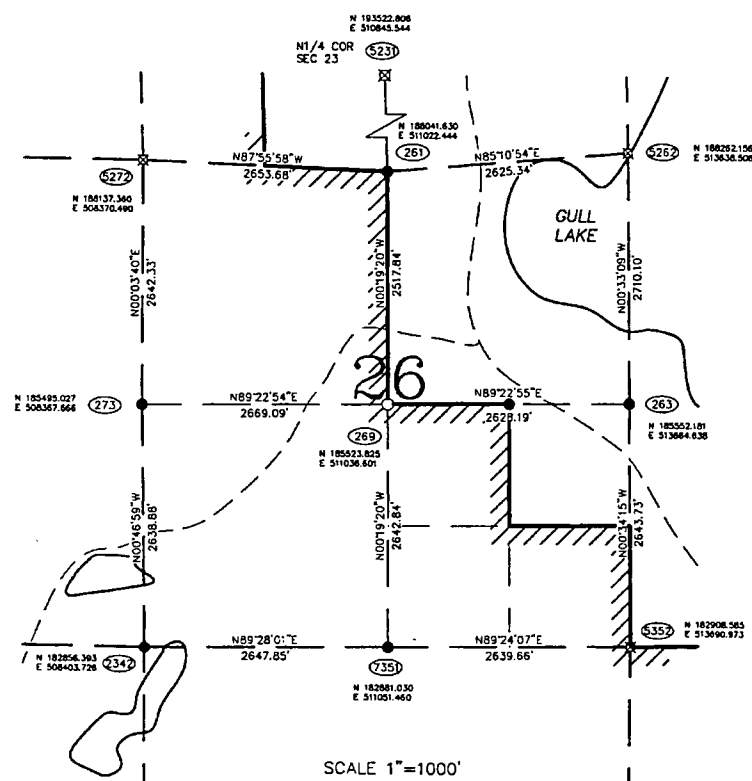 N 193522.808
E 510845.544
N1/4 COR
SEC 23
5231
N 188041.630
E 511022.444
N87°55'58"W
2653.68'
261
N85°10'54"E
2625.34'
5262
N 188262.156
E 513638.508
5272
N 188137.360
E 508370.490
GULL
LAKE
N00°03'40"E
2642.33'
N00°19'20"W
2517.84'
N00°33'09"W
2710.10'
26
N 185495.027
E 508367.666
273
N89°22'54"E
2669.09'
N89°22'55"E
2628.19'
263
N 185552.181
E 513664.638
269
N 185523.825
E 511036.601
N00°46'59"W
2638.88'
N00°19'20"W
2642.84'
N00°34'15"W
2643.73'
N89°28'01"E
2647.85'
N89°24'07"E
2639.66'
5352
N 182908.585
E 513690.973
N 182856.393
E 508403.726
2342
7351
N 182881.030
E 511051.460
SCALE 1"=1000'